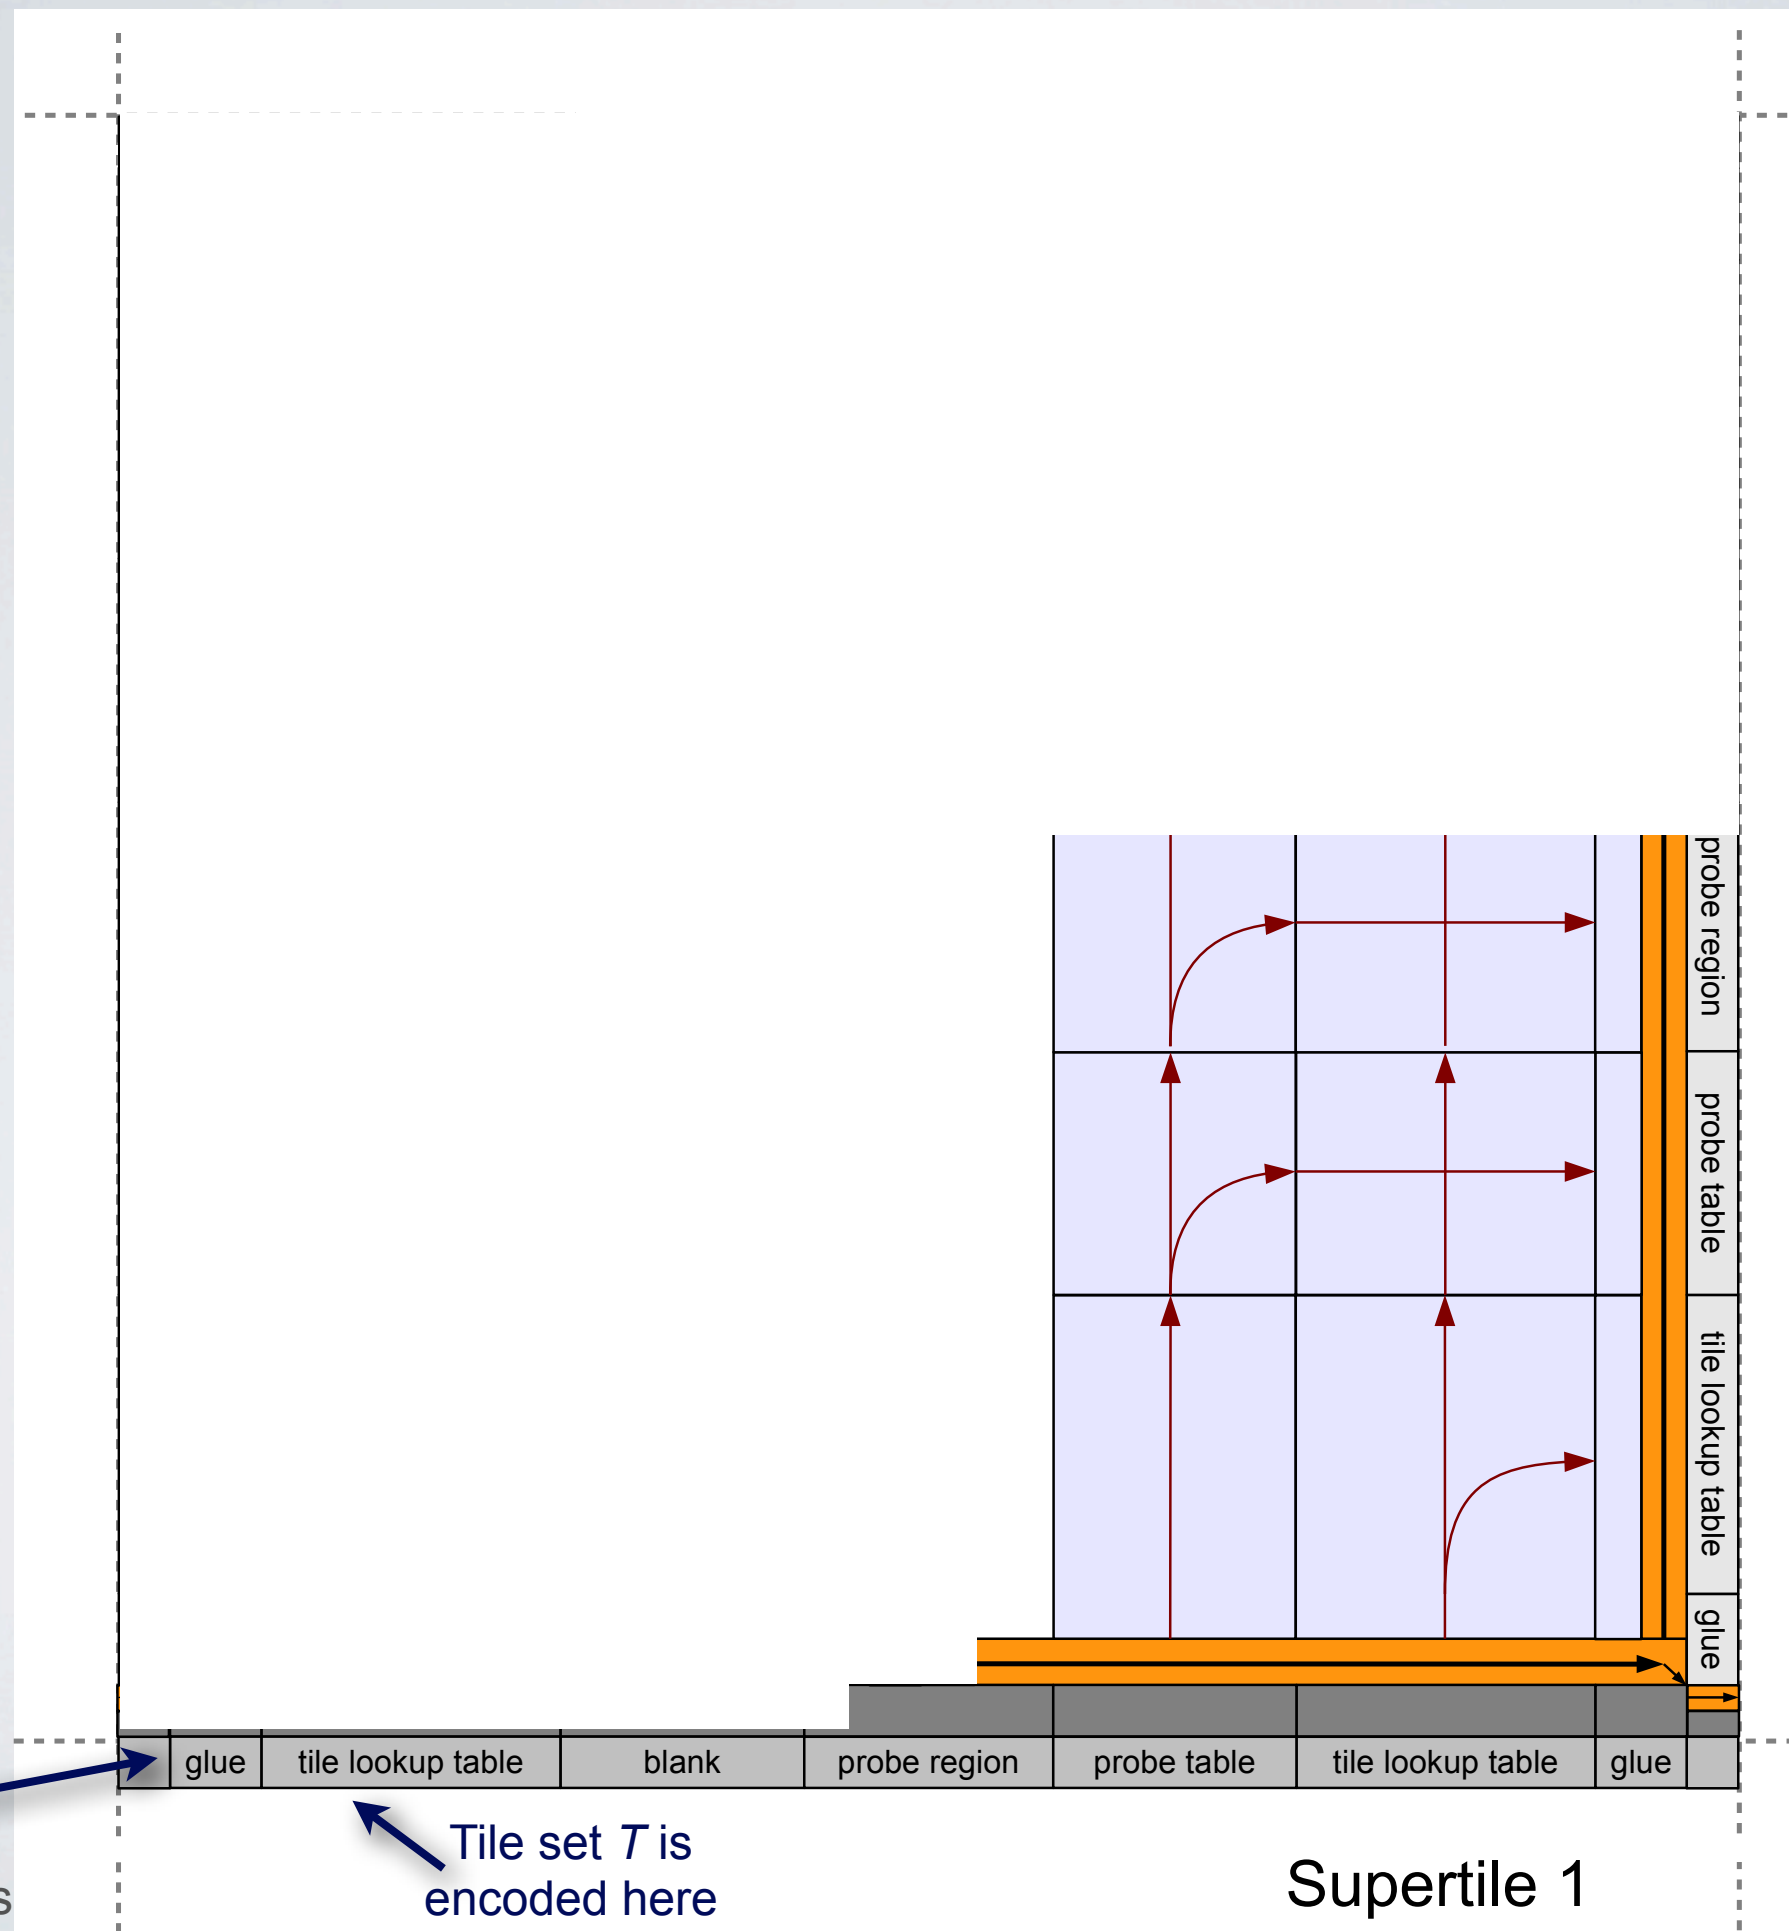 probe region
probe table
tile lookup table
glue
glue tile lookup table blank probe region probe table tile lookup table glue
Tile set T is
encoded here
Supertile 1
s